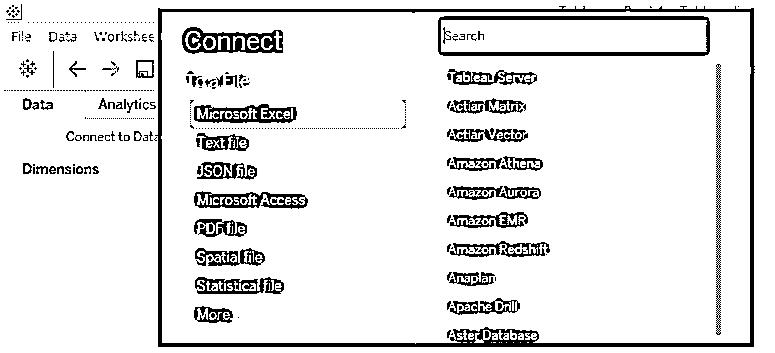 File Data Workshee
Data Analytics
Connect to Data
Dimensions
Connect
To a File
Microsoft Excel
Text file
JSON file
Microsoft Access
PDF file
Spatial file
Statistical file
More...
Search
Tableau Server
Actian Matrix
Actian Vector
Amazon Athena
Amazon Aurora
Amazon EMR
Amazon Redshift
Anaplan
Apache Drill
Aster Database